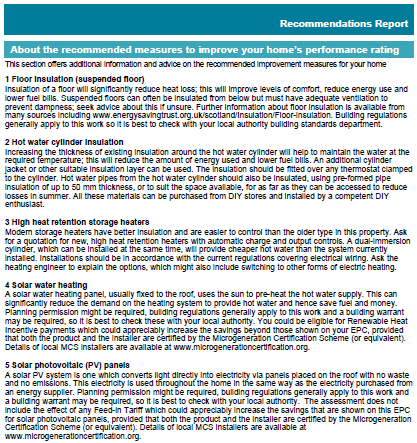 Recommendations Report
About the recommended measures to improve your home's performance rating
This section offers additional information and advice on the recommended improvement measures for your home
1 Floor insulation (suspended floor)
Insulation of a floor will significantly reduce heat loss; this will improve levels of comfort, reduce energy use and
lower fuel bills. Suspended floors can often be insulated from below but must have adequate ventilation to
prevent dampness; seek advice about this if unsure. Further information about floor insulation is available from
many sources including www.energysavingtrust.org.uk/scotland/Insulation/Floor-insulation. Building regulations
generally apply to this work so it is best to check with your local authority building standards department.
2 Hot water cylinder insulation
Increasing the thickness of existing insulation around the hot water cylinder will help to maintain the water at the
required temperature; this will reduce the amount of energy used and lower fuel bills. An additional cylinder
jacket or other suitable insulation layer can be used. The insulation should be fitted over any thermostat clamped
to the cylinder. Hot water pipes from the hot water cylinder should also be insulated, using pre-formed pipe
insulation of up to 50 mm thickness, or to suit the space available, for as far as they can be accessed to reduce
losses in summer. All these materials can be purchased from DIY stores and installed by a competent DIY
enthusiast.
3 High heat retention storage heaters
Modern storage heaters have better insulation and are easier to control than the older type in this property. Ask
for a quotation for new, high heat retention heaters with automatic charge and output controls. A dual-immersion
cylinder, which can be installed at the same time, will provide cheaper hot water than the system currently
installed. Installations should be in accordance with the current regulations covering electrical wiring. Ask the
heating engineer to explain the options, which might also include switching to other forms of electric heating.
4 Solar water heating
A solar water heating panel, usually fixed to the roof, uses the sun to pre-heat the hot water supply. This can
significantly reduce the demand on the heating system to provide hot water and hence save fuel and money.
Planning permission might be required, building regulations generally apply to this work and a building warrant
may be required, so it is best to check these with your local authority. You could be eligible for Renewable Heat
Incentive payments which could appreciably increase the savings beyond those shown on your EPC, provided
that both the product and the installer are certified by the Microgeneration Certification Scheme (or equivalent).
Details of local MCS installers are available at www.microgenerationcertification.org.
5 Solar photovoltaic (PV) panels
A solar PV system is one which converts light directly into electricity via panels placed on the roof with no waste
and no emissions. This electricity is used throughout the home in the same way as the electricity purchased from
an energy supplier. Planning permission might be required, building regulations generally apply to this work and
a building warrant may be required, so it is best to check with your local authority. The assessment does not
include the effect of any Feed-in Tariff which could appreciably increase the savings that are shown on this EPC
for solar photovoltaic panels, provided that both the product and the installer are certified by the Microgeneration
Certification Scheme (or equivalent). Details of local MCS installers are available at
www.microgenerationcertification.org.